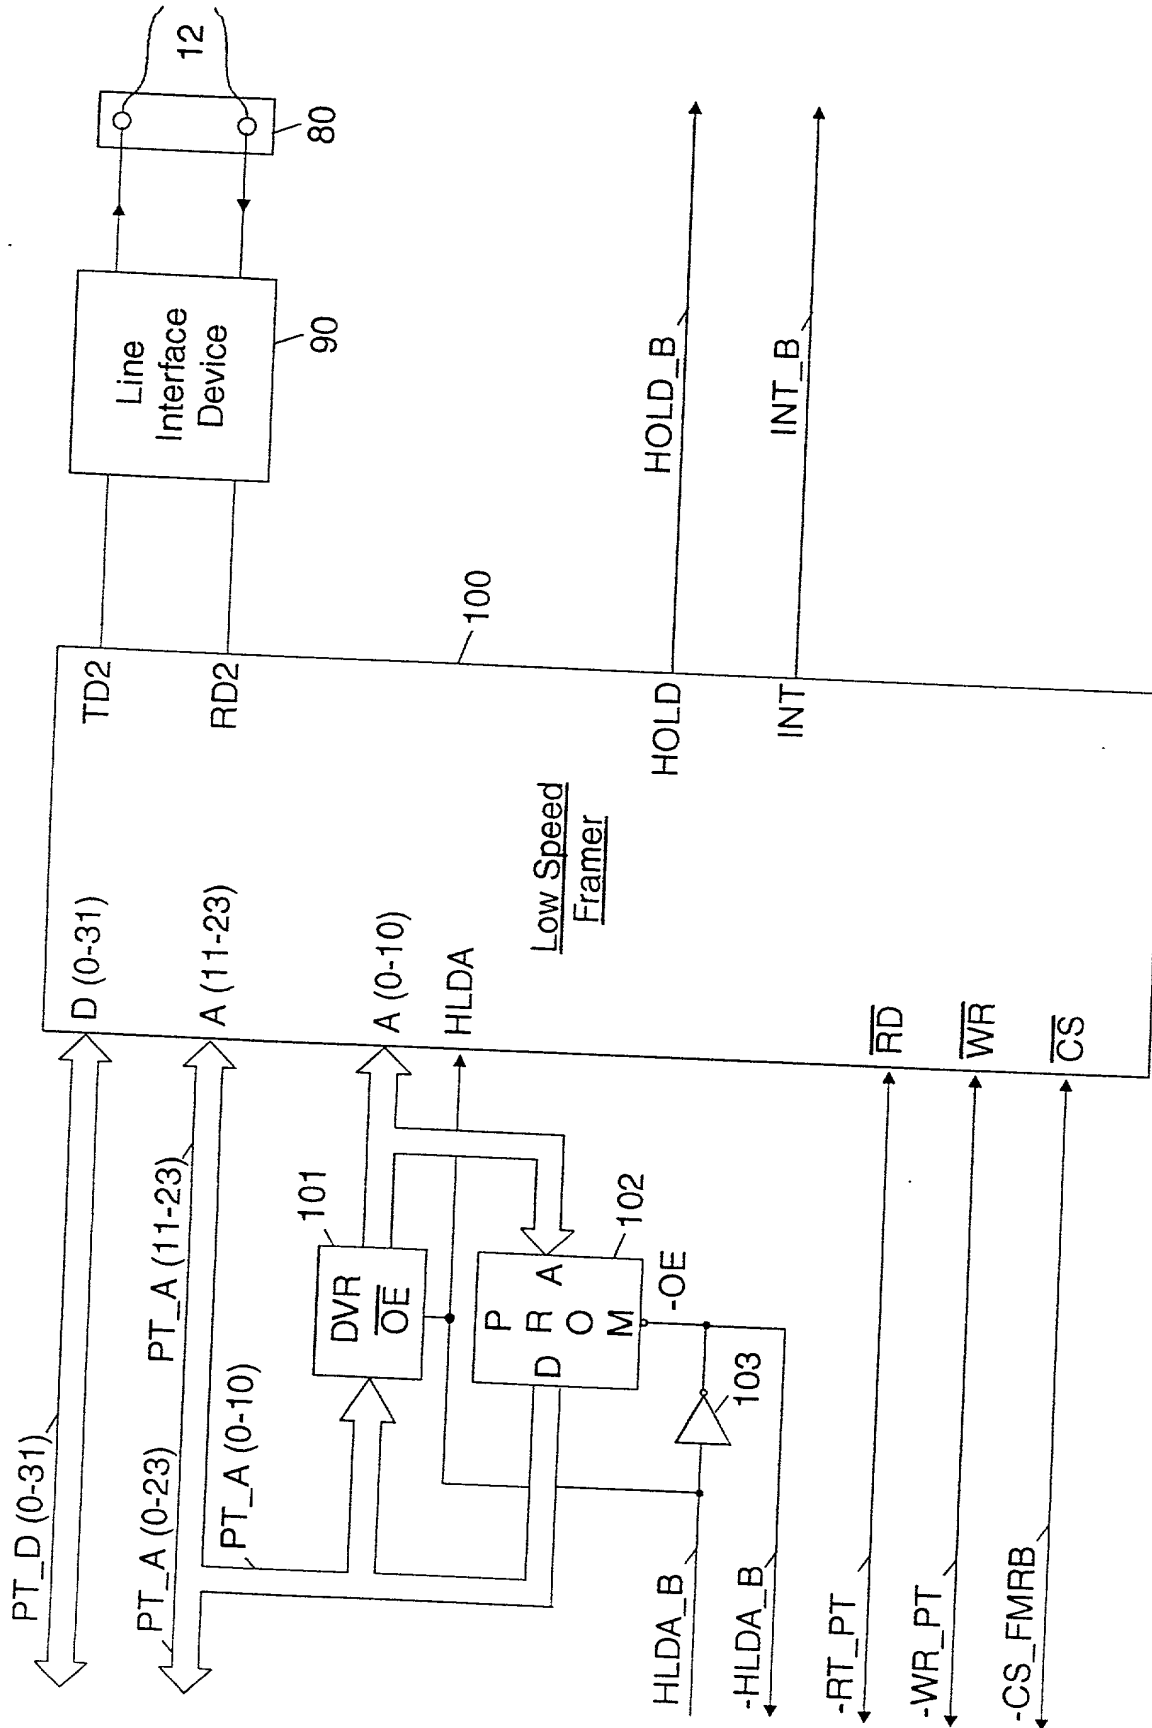 PT_D (0-31)
PT_A (0-23)
PT_A (11-23)
PT_A (0-10)
D (0-31)
A (11-23)
A (0-10)
HLDA
101
DVR
OE
102
P
D R A
O
M
-OE
103
HLDA_B
-HLDA_B
-RT_PT
-WR_PT
-CS_FMRB
RD
WR
CS
Low Speed
Framer
100
TD2
RD2
HOLD
INT
HOLD_B
INT_B
Line
Interface
Device
90
80
12